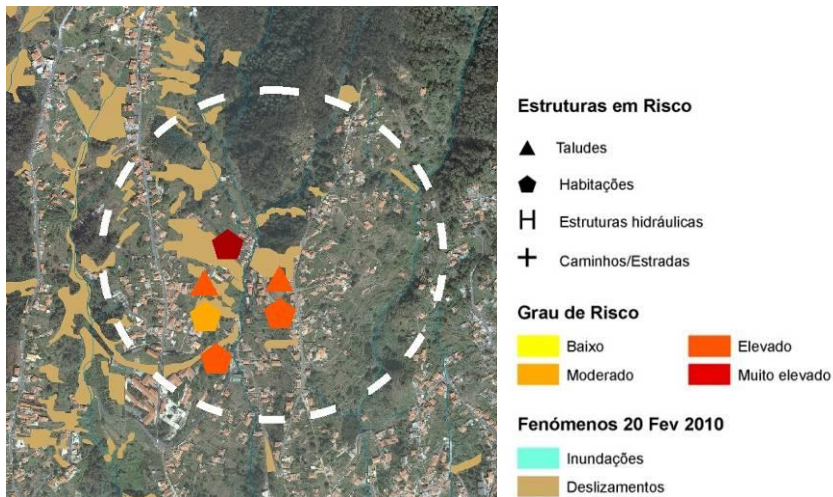 Estruturas em Risco
Taludes
Habitações
H Estruturas hidráulicas
Caminhos/Estradas
Grau de Risco
Baixo
Elevado
Moderado
Muito elevado
Fenómenos 20 Fev 2010
Inundações
Deslizamentos